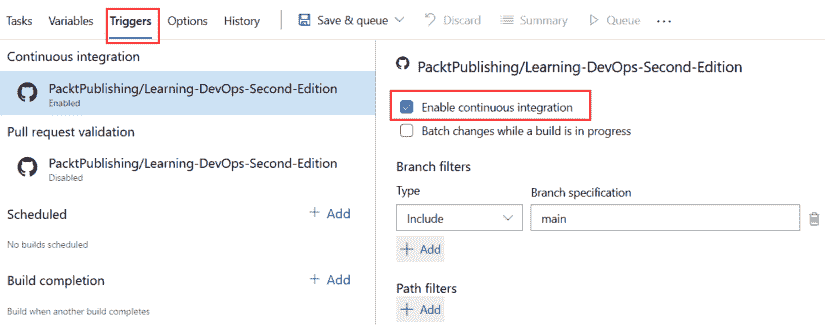 Tasks Variables Triggers Options History Save & queue Discard Summary Queue ...
Continuous integration
PacktPublishing/Learning-DevOps-Second-Edition
Enabled
Pull request validation
PacktPublishing/Learning-DevOps-Second-Edition
Disabled
Scheduled + Add
No builds scheduled
Build completion + Add
Build when another build completes
PacktPublishing/Learning-DevOps-Second-Edition
Enable continuous integration
Batch changes while a build is in progress
Branch filters
Type Branch specification
Include main
+ Add
Path filters
+ Add